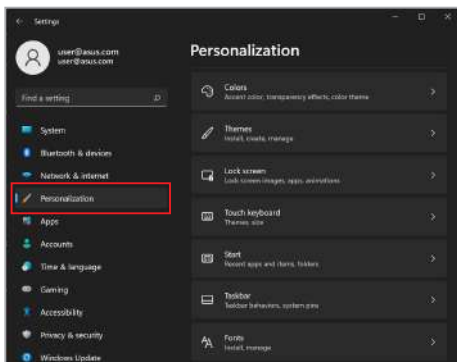 Settings
user@asus.com
user@asus.com
Find a setting
System
Bluetooth & devices
Network & internet
Personalization
Apps
Accounts
Time & language
Gaming
Accessibility
Privacy & security
Windows Update
Personalization
Colors
Accent color, transparency effects, color theme
Themes
Install, create, manage
Lock screen
Lock screen images, apps, animations
Touch keyboard
Themes, size
Start
Recent apps and items, folders
Taskbar
Taskbar behaviors, system pins
Fonts
Install, manage